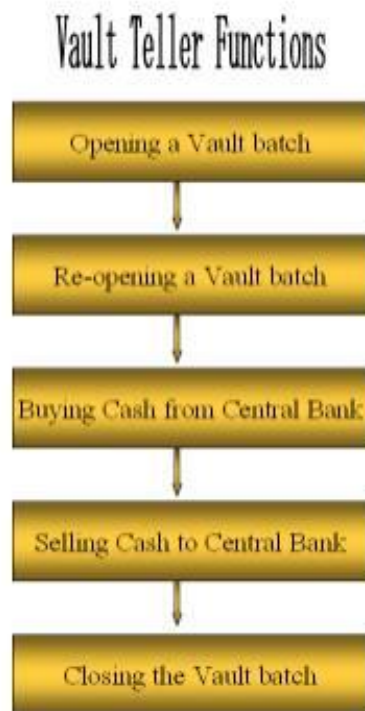 Vault Teller Functions
Opening a Vault batch
Re-opening a Vault batch
Buying Cash from Central Bank
Selling Cash to Central Bank
Closing the Vault batch